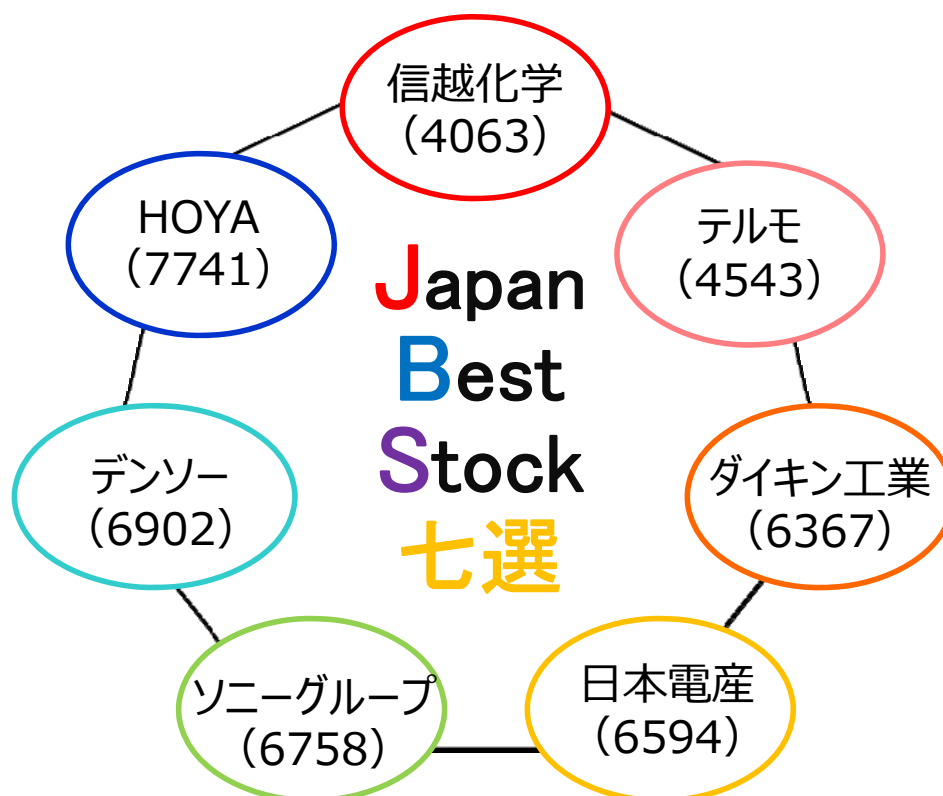 信越化学
（4063）
HOYA
（7741）
テルモ
（4543）
Japan
Best
Stock
七選
デンソー
（6902）
ダイキン工業
（6367）
ソニーグループ
（6758）
日本電産
（6594）